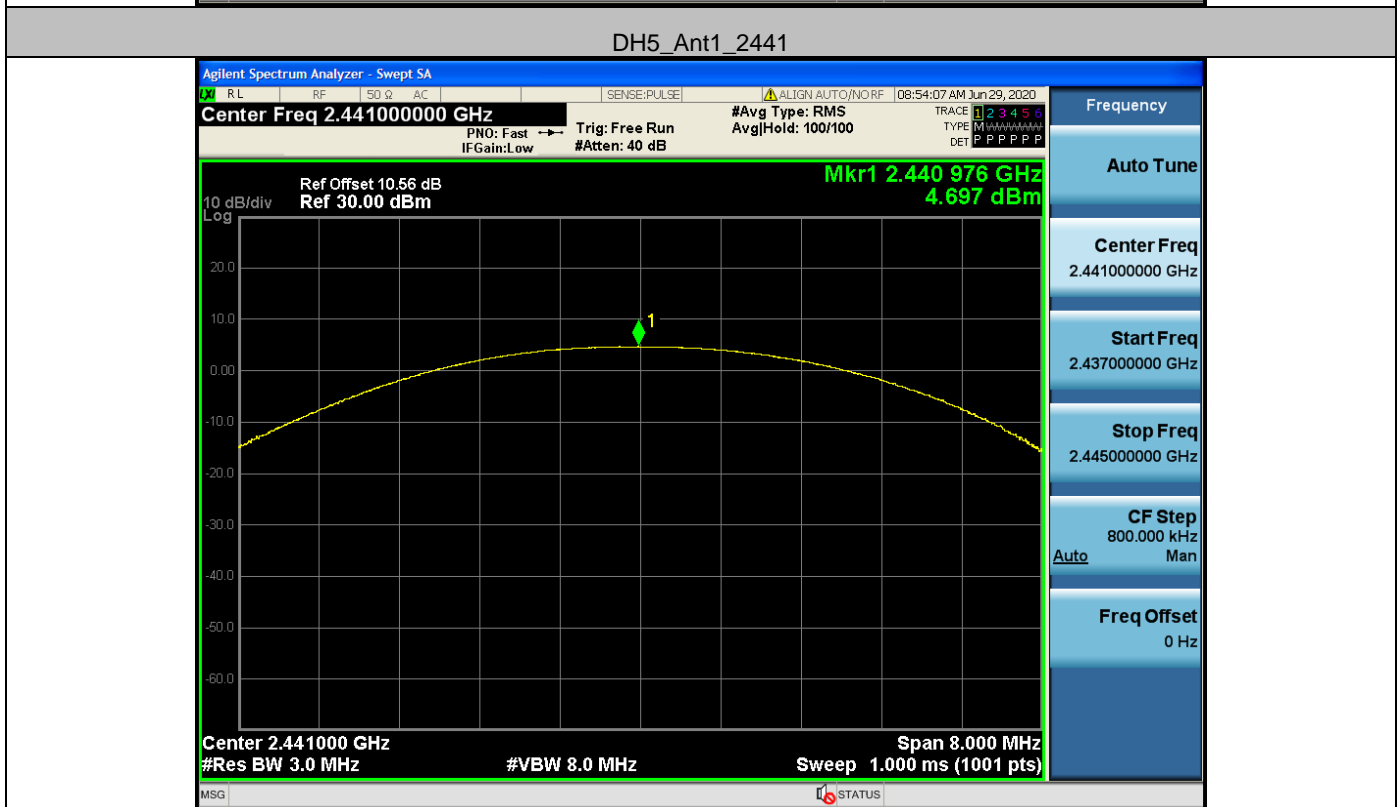 DH5_Ant1_2441
Agilent Spectrum Analyzer - Swept SA
LXI RL RF 50 Ω AC SENSE:PULSE ALIGN AUTO/NO RF 08:54:07 AM Jun 29, 2020
Center Freq 2.441000000 GHz
PNO: Fast
IFGain:Low
Trig: Free Run
#Atten: 40 dB
#Avg Type: RMS
Avg|Hold: 100/100
TRACE 1 2 3 4 5 6
TYPE M WWWWW
DET P P P P P P
Mkr1 2.440 976 GHz
4.697 dBm
Ref Offset 10.56 dB
10 dB/div Ref 30.00 dBm
Log
20.0
10.0
1
0.00
-10.0
-20.0
-30.0
-40.0
-50.0
-60.0
Center 2.441000 GHz Span 8.000 MHz
#Res BW 3.0 MHz #VBW 8.0 MHz Sweep 1.000 ms (1001 pts)
MSG STATUS
Frequency
Auto Tune
Center Freq
2.441000000 GHz
Start Freq
2.437000000 GHz
Stop Freq
2.445000000 GHz
CF Step
800.000 kHz
Auto Man
Freq Offset
0 Hz